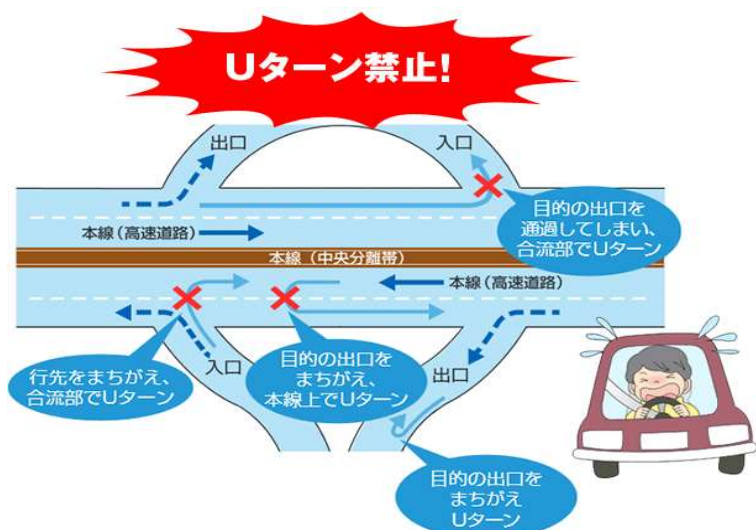 Uターン禁止!
出口
入口
目的の出口を
通過してしまい、
合流部でUターン
本線(高速道路)
本線(中央分離帯)
本線(高速道路)
行先をまちがえ、
合流部でUターン
入口
目的の出口を
まちがえ、
本線上でUターン
出口
目的の出口を
まちがえ
Uターン